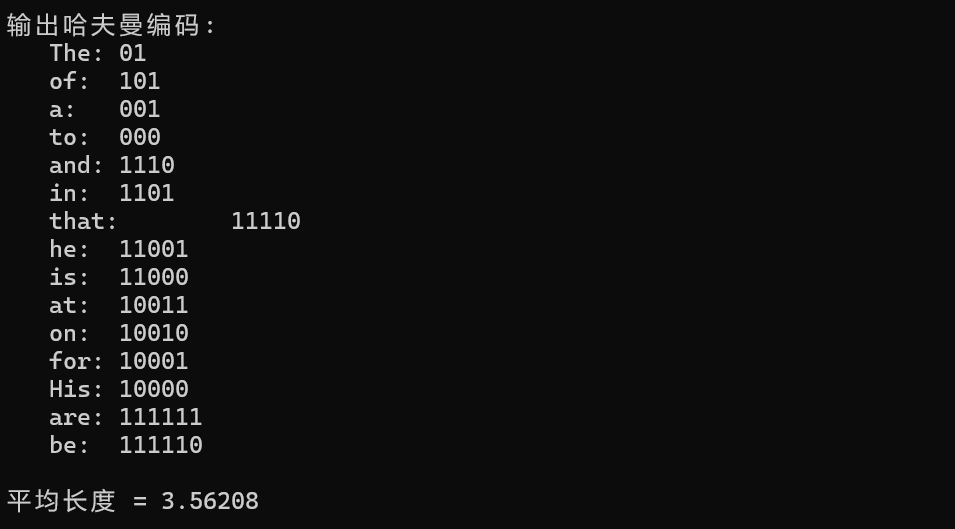 输出哈夫曼编码:
The: 01
of: 101
a: 001
to: 000
and: 1110
in: 1101
that: 11110
he: 11001
is: 11000
at: 10011
on: 10010
for: 10001
His: 10000
are: 111111
be: 111110
平均长度 = 3.56208